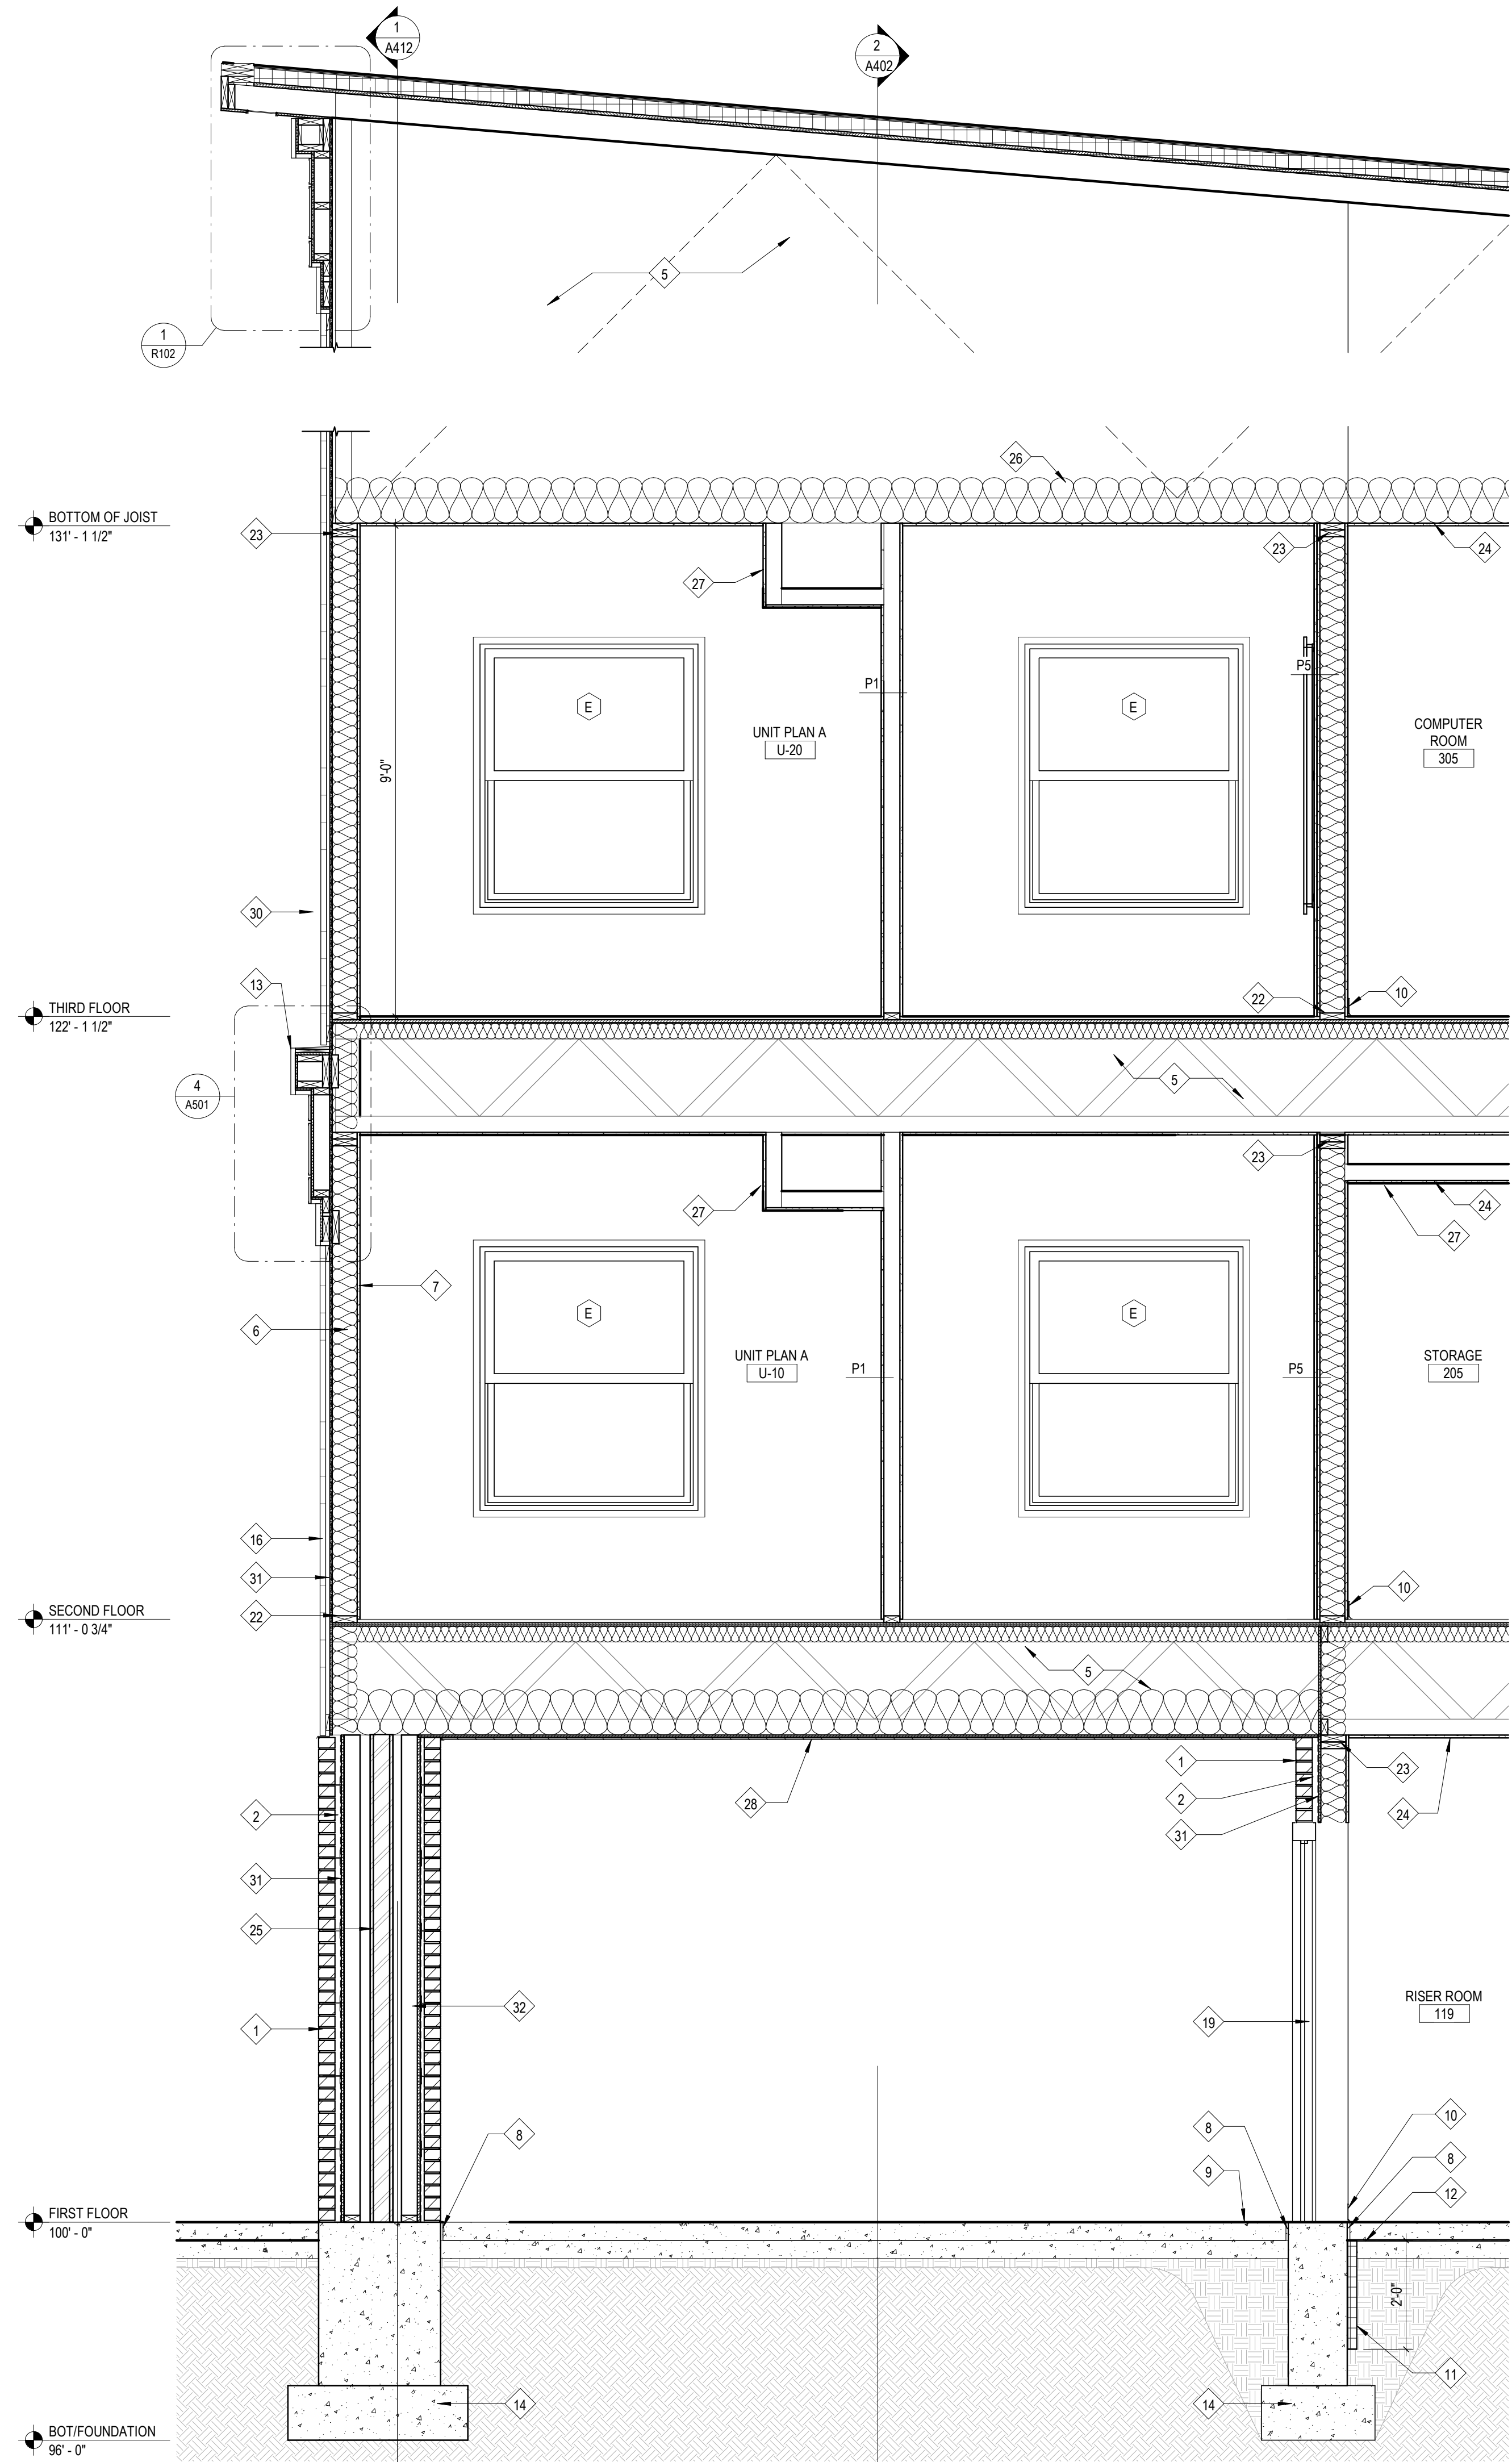 1
A412
2
A402
5
1
R102
26
BOTTOM OF JOIST
131' - 1 1/2"
23
23
24
27
P5
P1
E
E
UNIT PLAN A
U-20
COMPUTER
ROOM
305
9'-0"
30
13
22
10
THIRD FLOOR
122' - 1 1/2"
4
A501
5
23
24
27
27
7
6
E
E
UNIT PLAN A
U-10
P1
P5
STORAGE
205
16
31
22
10
SECOND FLOOR
111' - 0 3/4"
5
1
23
28
2
2
24
31
31
25
32
1
19
RISER ROOM
119
8
8
10
8
9
12
FIRST FLOOR
100' - 0"
2'-0"
11
14
14
BOT/FOUNDATION
96' - 0"